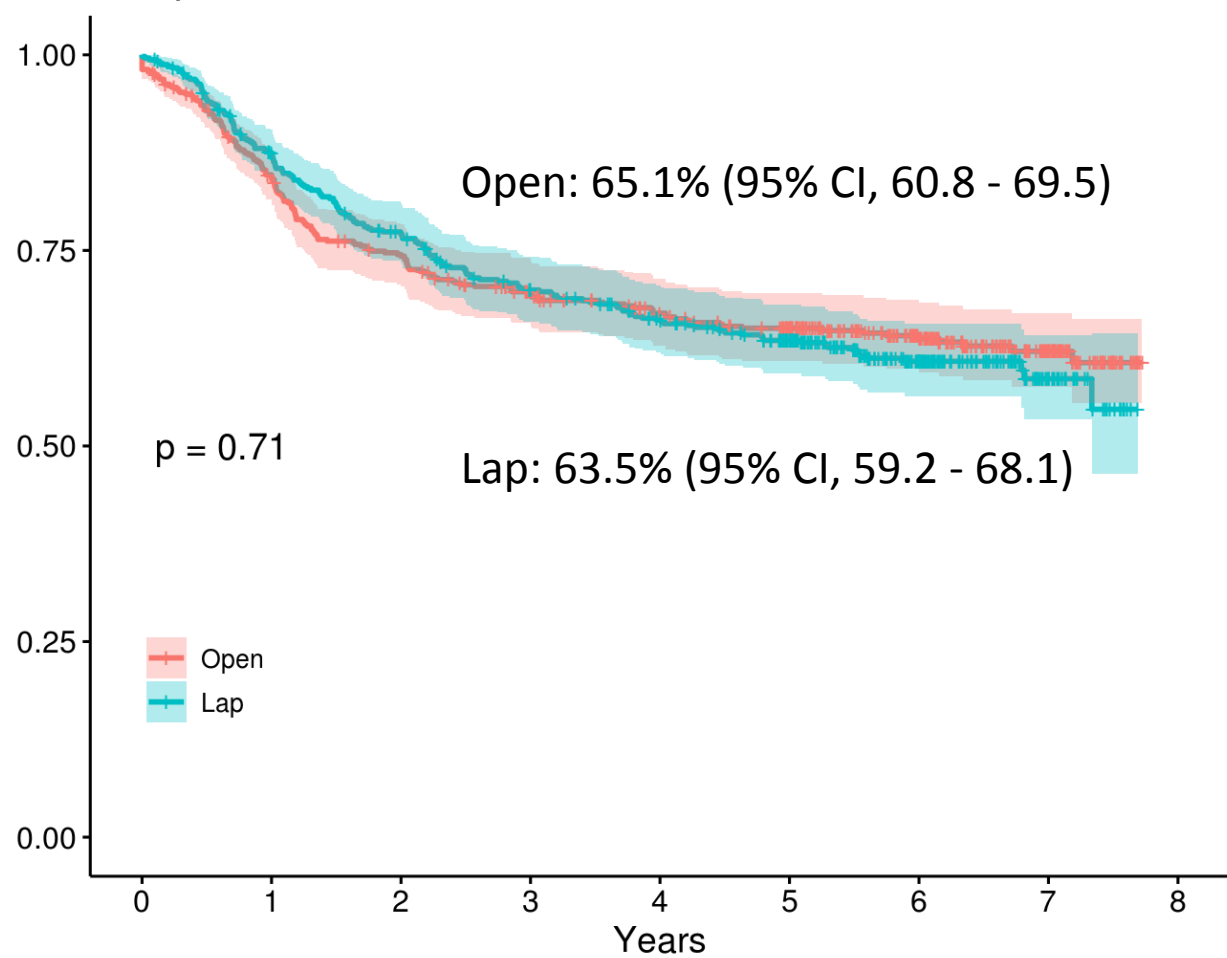 1.00
Open: 65.1% (95% CI, 60.8 - 69.5)
0.75
p = 0.71
0.50
Lap: 63.5% (95% CI, 59.2 - 68.1)
0.25
Open
Lap
0.00
0 1 2 3 4 5 6 7 8
Years